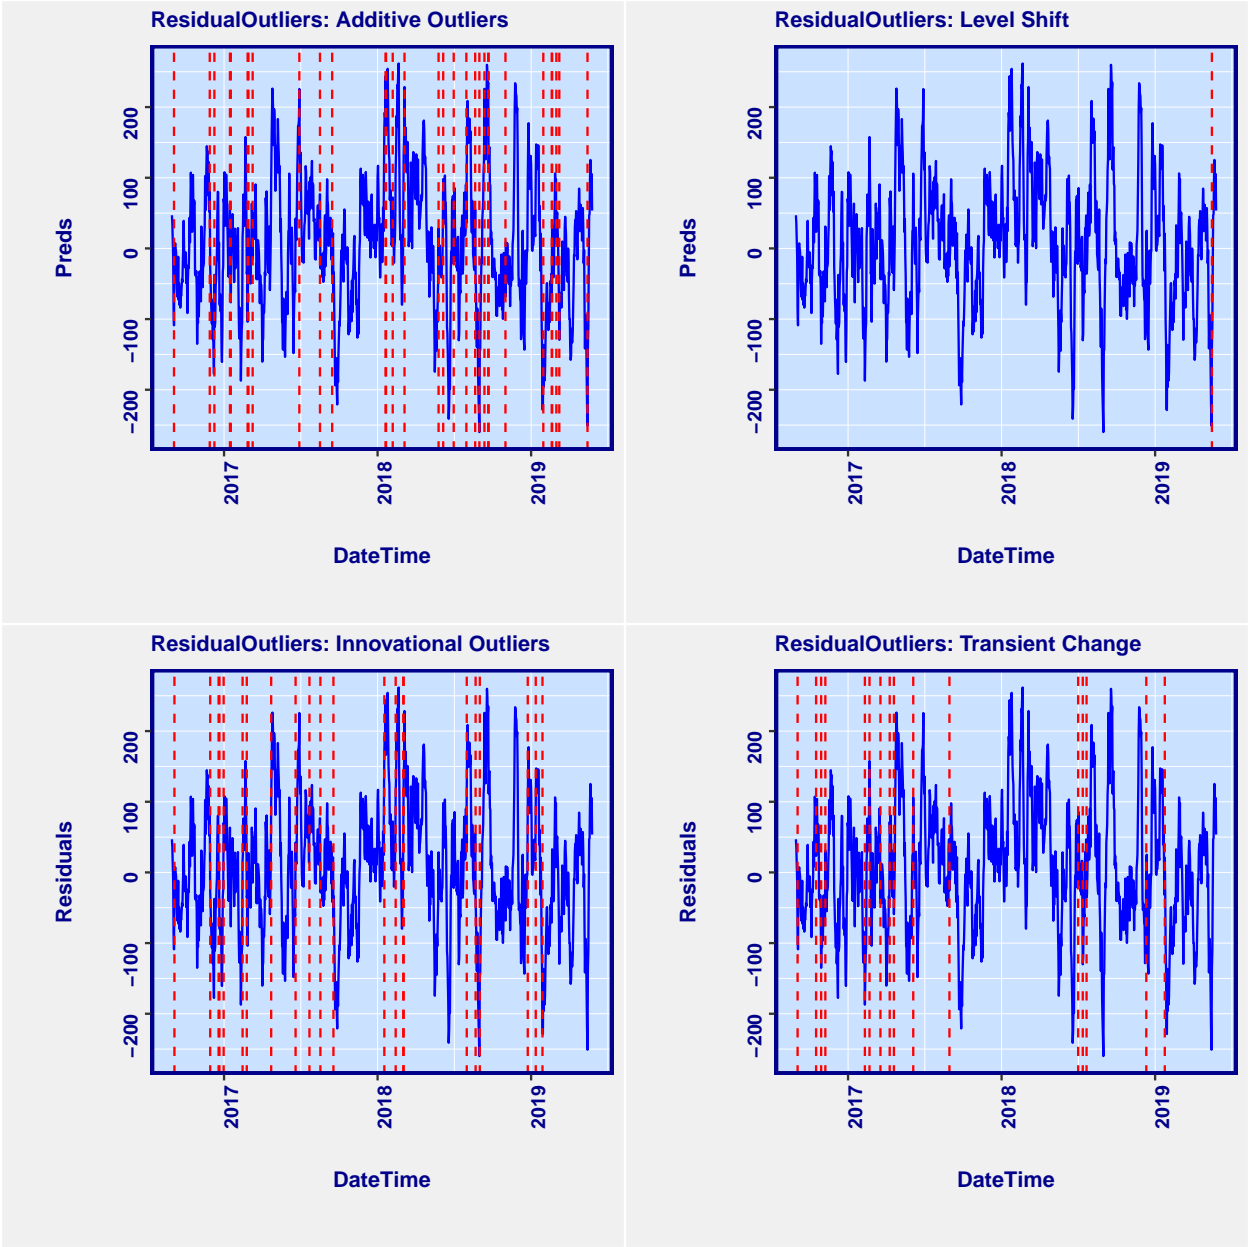 ResidualOutliers: Additive Outliers
Preds
200
100
0
−100
−200
2017
2018
2019
DateTime
ResidualOutliers: Level Shift
Preds
200
100
0
−100
−200
2017
2018
2019
DateTime
ResidualOutliers: Innovational Outliers
Residuals
200
100
0
−100
−200
2017
2018
2019
DateTime
ResidualOutliers: Transient Change
Residuals
200
100
0
−100
−200
2017
2018
2019
DateTime